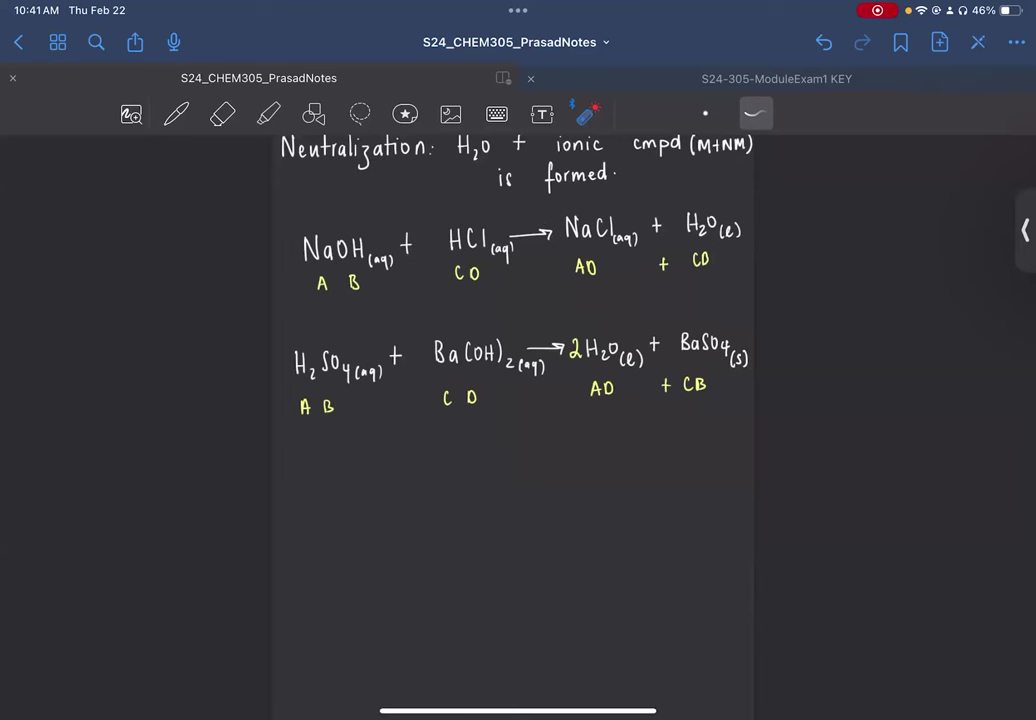 10:41 AM Thu Feb 22
46%
S24_CHEM305_PrasadNotes
S24_CHEM305_PrasadNotes
S24-305-ModuleExam1 KEY
Neutralization: H₂O + ionic cmpd (M+NM)
is formed.
NaOH(aq) + HCl(aq) → NaCl(aq) + H₂O(l)
A B C D AD + CD
H₂SO₄(aq) + Ba(OH)₂(aq) → 2H₂O(l) + BaSO₄(s)
A B C D AD + CB